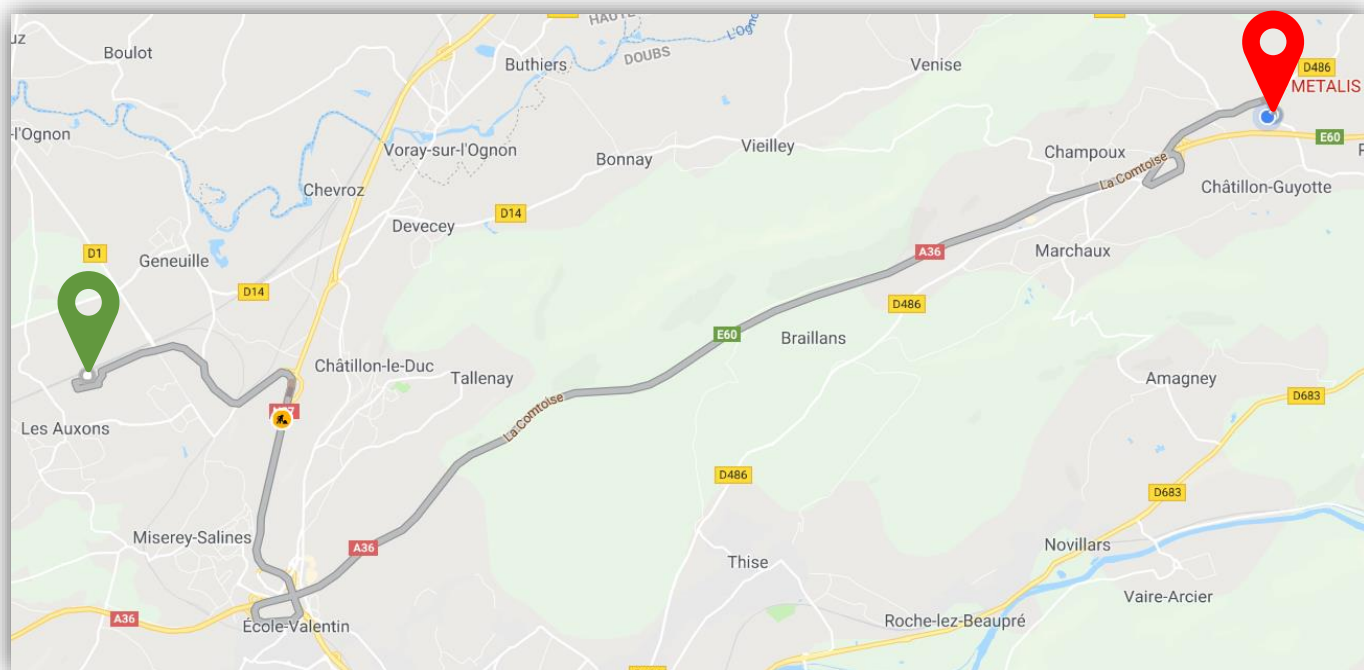 uz
Boulot
Buthiers
HAUTE
DOUBS
L'Ognon
D486
METALIS
Venise
-l'Ognon
Voray-sur-l'Ognon
Bonnay
Vieilley
Champoux
La Comtoise
E60
Chevroz
Châtillon-Guyotte
Devecey
D14
D1
Geneuille
A36
Marchaux
D14
D486
E60
Braillans
Châtillon-le-Duc
Tallenay
Amagney
D683
La Comtoise
Les Auxons
D486
D683
Miserey-Salines
A36
Novillars
Thise
Vaire-Arcier
A36
École-Valentin
Roche-lez-Beaupré